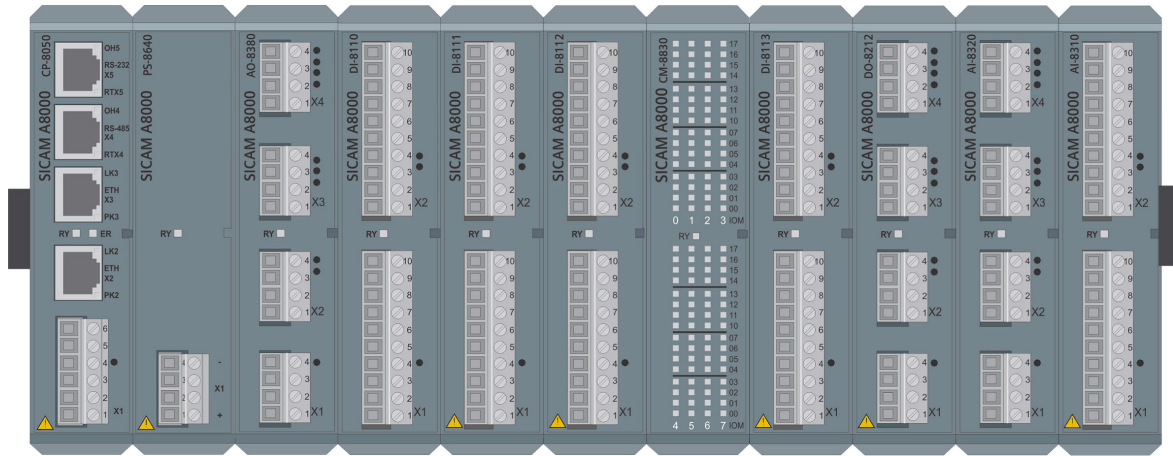 CP-8050
SICAM A8000
OH5
RS-232
X5
RTX5
OH4
RS-485
X4
RTX4
LK3
ETH
X3
PK3
RY
ER
LK2
ETH
X2
PK2
6
5
4
3
2
1
X1
PS-8640
SICAM A8000
RY
4
3
2
1
-
X1
+
AO-8380
SICAM A8000
4
3
2
1
X4
4
3
2
1
X3
RY
4
3
2
1
X2
4
3
2
1
X1
DI-8110
SICAM A8000
10
9
8
7
6
5
4
3
2
1
X2
RY
10
9
8
7
6
5
4
3
2
1
X1
DI-8111
SICAM A8000
10
9
8
7
6
5
4
3
2
1
X2
RY
10
9
8
7
6
5
4
3
2
1
X1
DI-8112
SICAM A8000
10
9
8
7
6
5
4
3
2
1
X2
RY
10
9
8
7
6
5
4
3
2
1
X1
CM-8830
SICAM A8000
17
16
15
14
13
12
11
10
07
06
05
04
03
02
01
00
0 1 2 3 IOM
RY
17
16
15
14
13
12
11
10
07
06
05
04
03
02
01
00
4 5 6 7 IOM
DI-8113
SICAM A8000
10
9
8
7
6
5
4
3
2
1
X2
RY
10
9
8
7
6
5
4
3
2
1
X1
DO-8212
SICAM A8000
4
3
2
1
X4
4
3
2
1
X3
RY
4
3
2
1
X2
4
3
2
1
X1
AI-8320
SICAM A8000
4
3
2
1
X4
4
3
2
1
X3
RY
4
3
2
1
X2
4
3
2
1
X1
AI-8310
SICAM A8000
10
9
8
7
6
5
4
3
2
1
X2
RY
10
9
8
7
6
5
4
3
2
1
X1